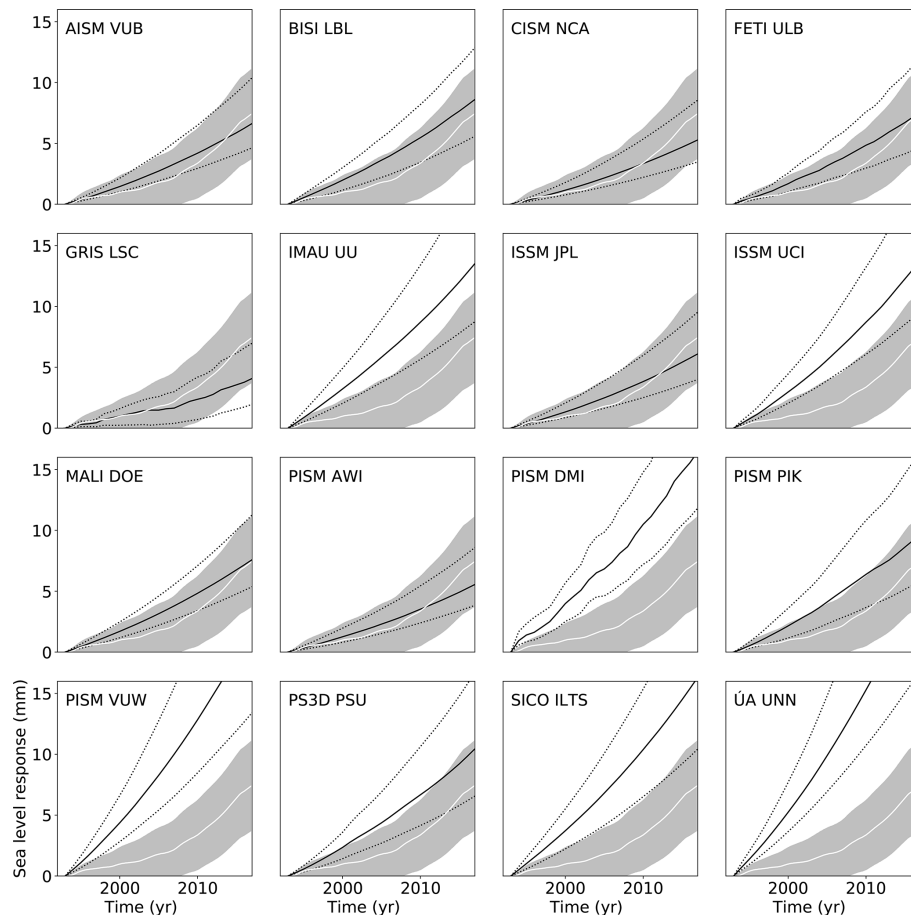 AISM VUB BISI LBL CISM NCA FETI ULB
15
10
5
0
GRIS LSC IMAU UU ISSM JPL ISSM UCI
15
10
5
0
MALI DOE PISM AWI PISM DMI PISM PIK
15
10
5
0
PISM VUW PS3D PSU SICO ILTS ÚA UNN
15
10
5
0
Sea level response (mm)
2000 2010 2000 2010 2000 2010 2000 2010
Time (yr) Time (yr) Time (yr) Time (yr)